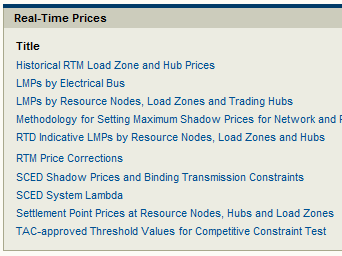 Real-Time Prices
Title
Historical RTM Load Zone and Hub Prices
LMPs by Electrical Bus
LMPs by Resource Nodes, Load Zones and Trading Hubs
Methodology for Setting Maximum Shadow Prices for Network and
RTD Indicative LMPs by Resource Nodes, Load Zones and Hubs
RTM Price Corrections
SCED Shadow Prices and Binding Transmission Constraints
SCED System Lambda
Settlement Point Prices at Resource Nodes, Hubs and Load Zones
TAC-approved Threshold Values for Competitive Constraint Test